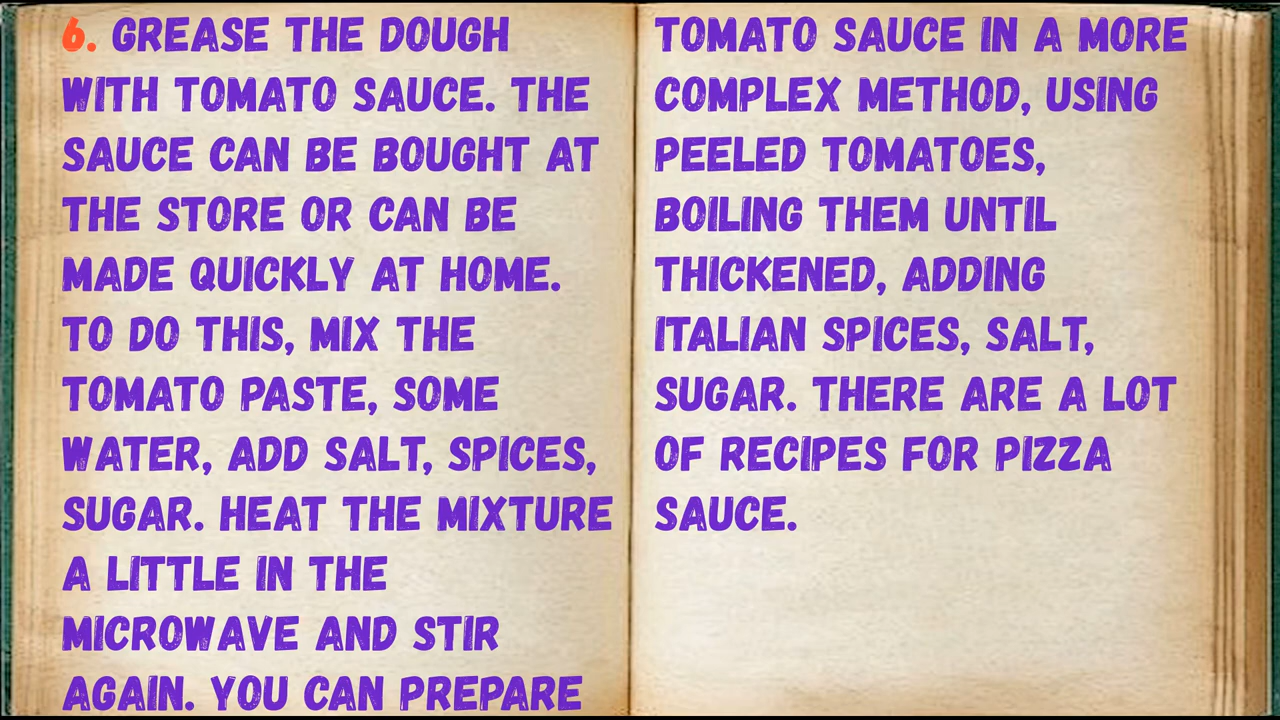 6. GREASE THE DOUGH
WITH TOMATO SAUCE. THE
SAUCE CAN BE BOUGHT AT
THE STORE OR CAN BE
MADE QUICKLY AT HOME.
TO DO THIS, MIX THE
TOMATO PASTE, SOME
WATER, ADD SALT, SPICES,
SUGAR. HEAT THE MIXTURE
A LITTLE IN THE
MICROWAVE AND STIR
AGAIN. YOU CAN PREPARE
TOMATO SAUCE IN A MORE
COMPLEX METHOD, USING
PEELED TOMATOES,
BOILING THEM UNTIL
THICKENED, ADDING
ITALIAN SPICES, SALT,
SUGAR. THERE ARE A LOT
OF RECIPES FOR PIZZA
SAUCE.